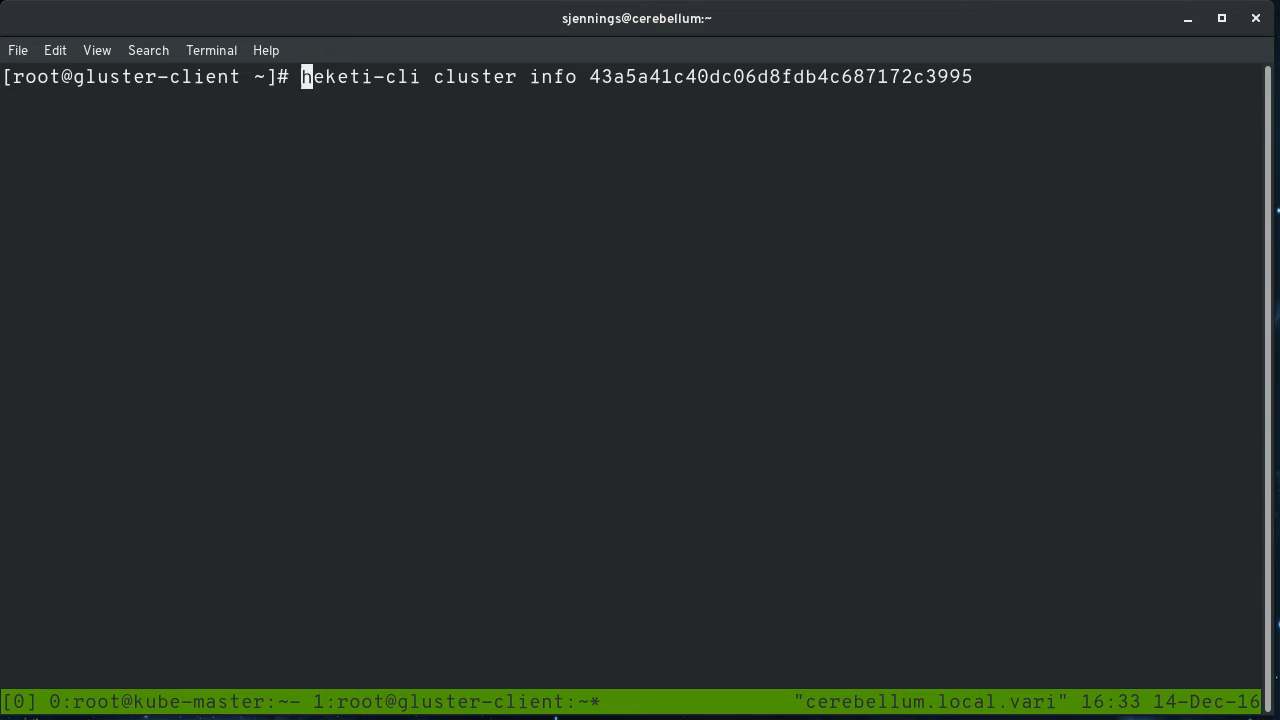 sjennings@cerebellum:~
File Edit View Search Terminal Help
[root@gluster-client ~]# heketi-cli cluster info 43a5a41c40dc06d8fdb4c687172c3995
[0] 0:root@kube-master:~- 1:root@gluster-client:~* "cerebellum.local.vari" 16:33 14-Dec-16